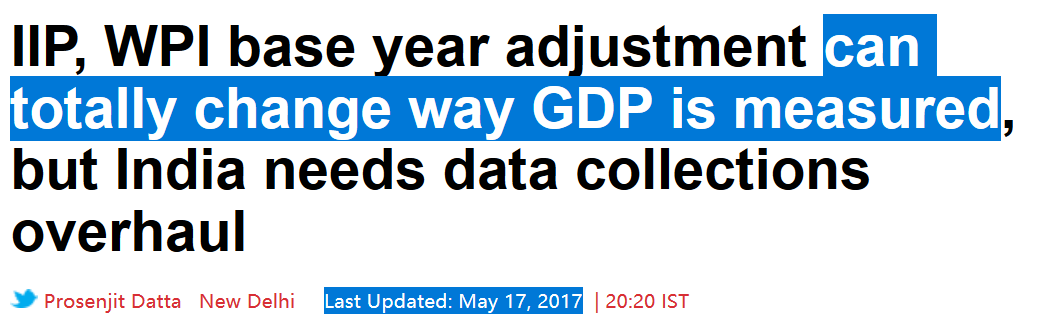 IIP, WPI base year adjustment can
totally change way GDP is measured,
but India needs data collections
overhaul
Prosenjit Datta New Delhi Last Updated: May 17, 2017 | 20:20 IST